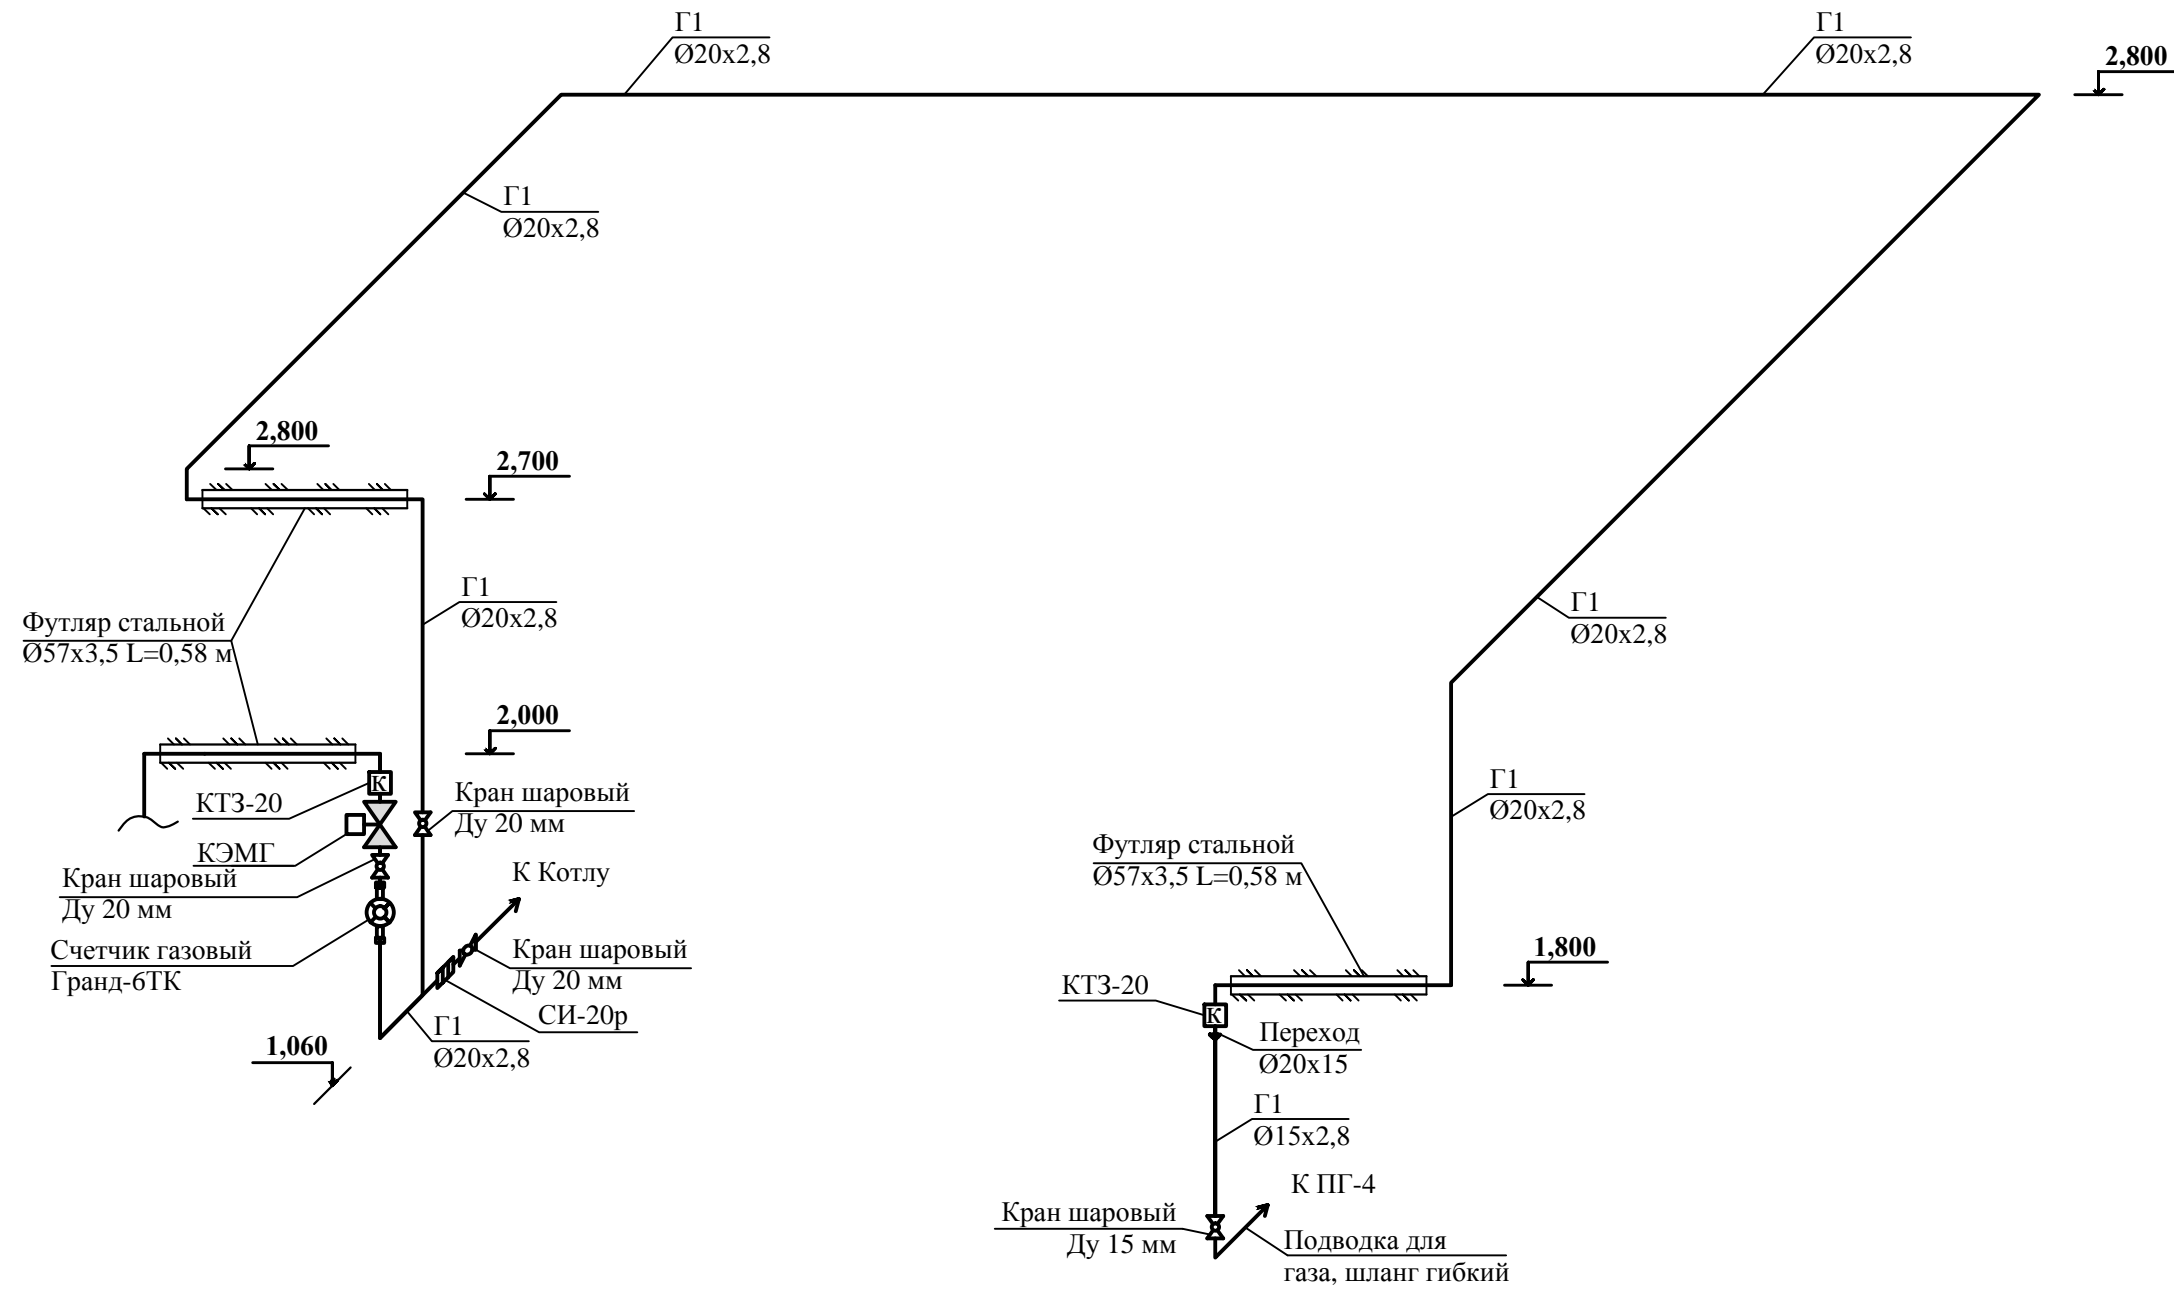 Г1
Ø20х2,8
Г1
Ø20х2,8
2,800
Г1
Ø20х2,8
2,800
2,700
Г1
Ø20х2,8
Футляр стальной
Ø57х3,5 L=0,58 м
Г1
Ø20х2,8
2,000
К
КТЗ-20
Кран шаровый
Ду 20 мм
КЭМГ
Кран шаровый
Ду 20 мм
К Котлу
Счетчик газовый
Гранд-6ТК
Кран шаровый
Ду 20 мм
СИ-20р
Г1
Ø20х2,8
1,060
Г1
Ø20х2,8
Футляр стальной
Ø57х3,5 L=0,58 м
1,800
КТЗ-20
К
Переход
Ø20х15
Г1
Ø15х2,8
К ПГ-4
Кран шаровый
Ду 15 мм
Подводка для
газа, шланг гибкий